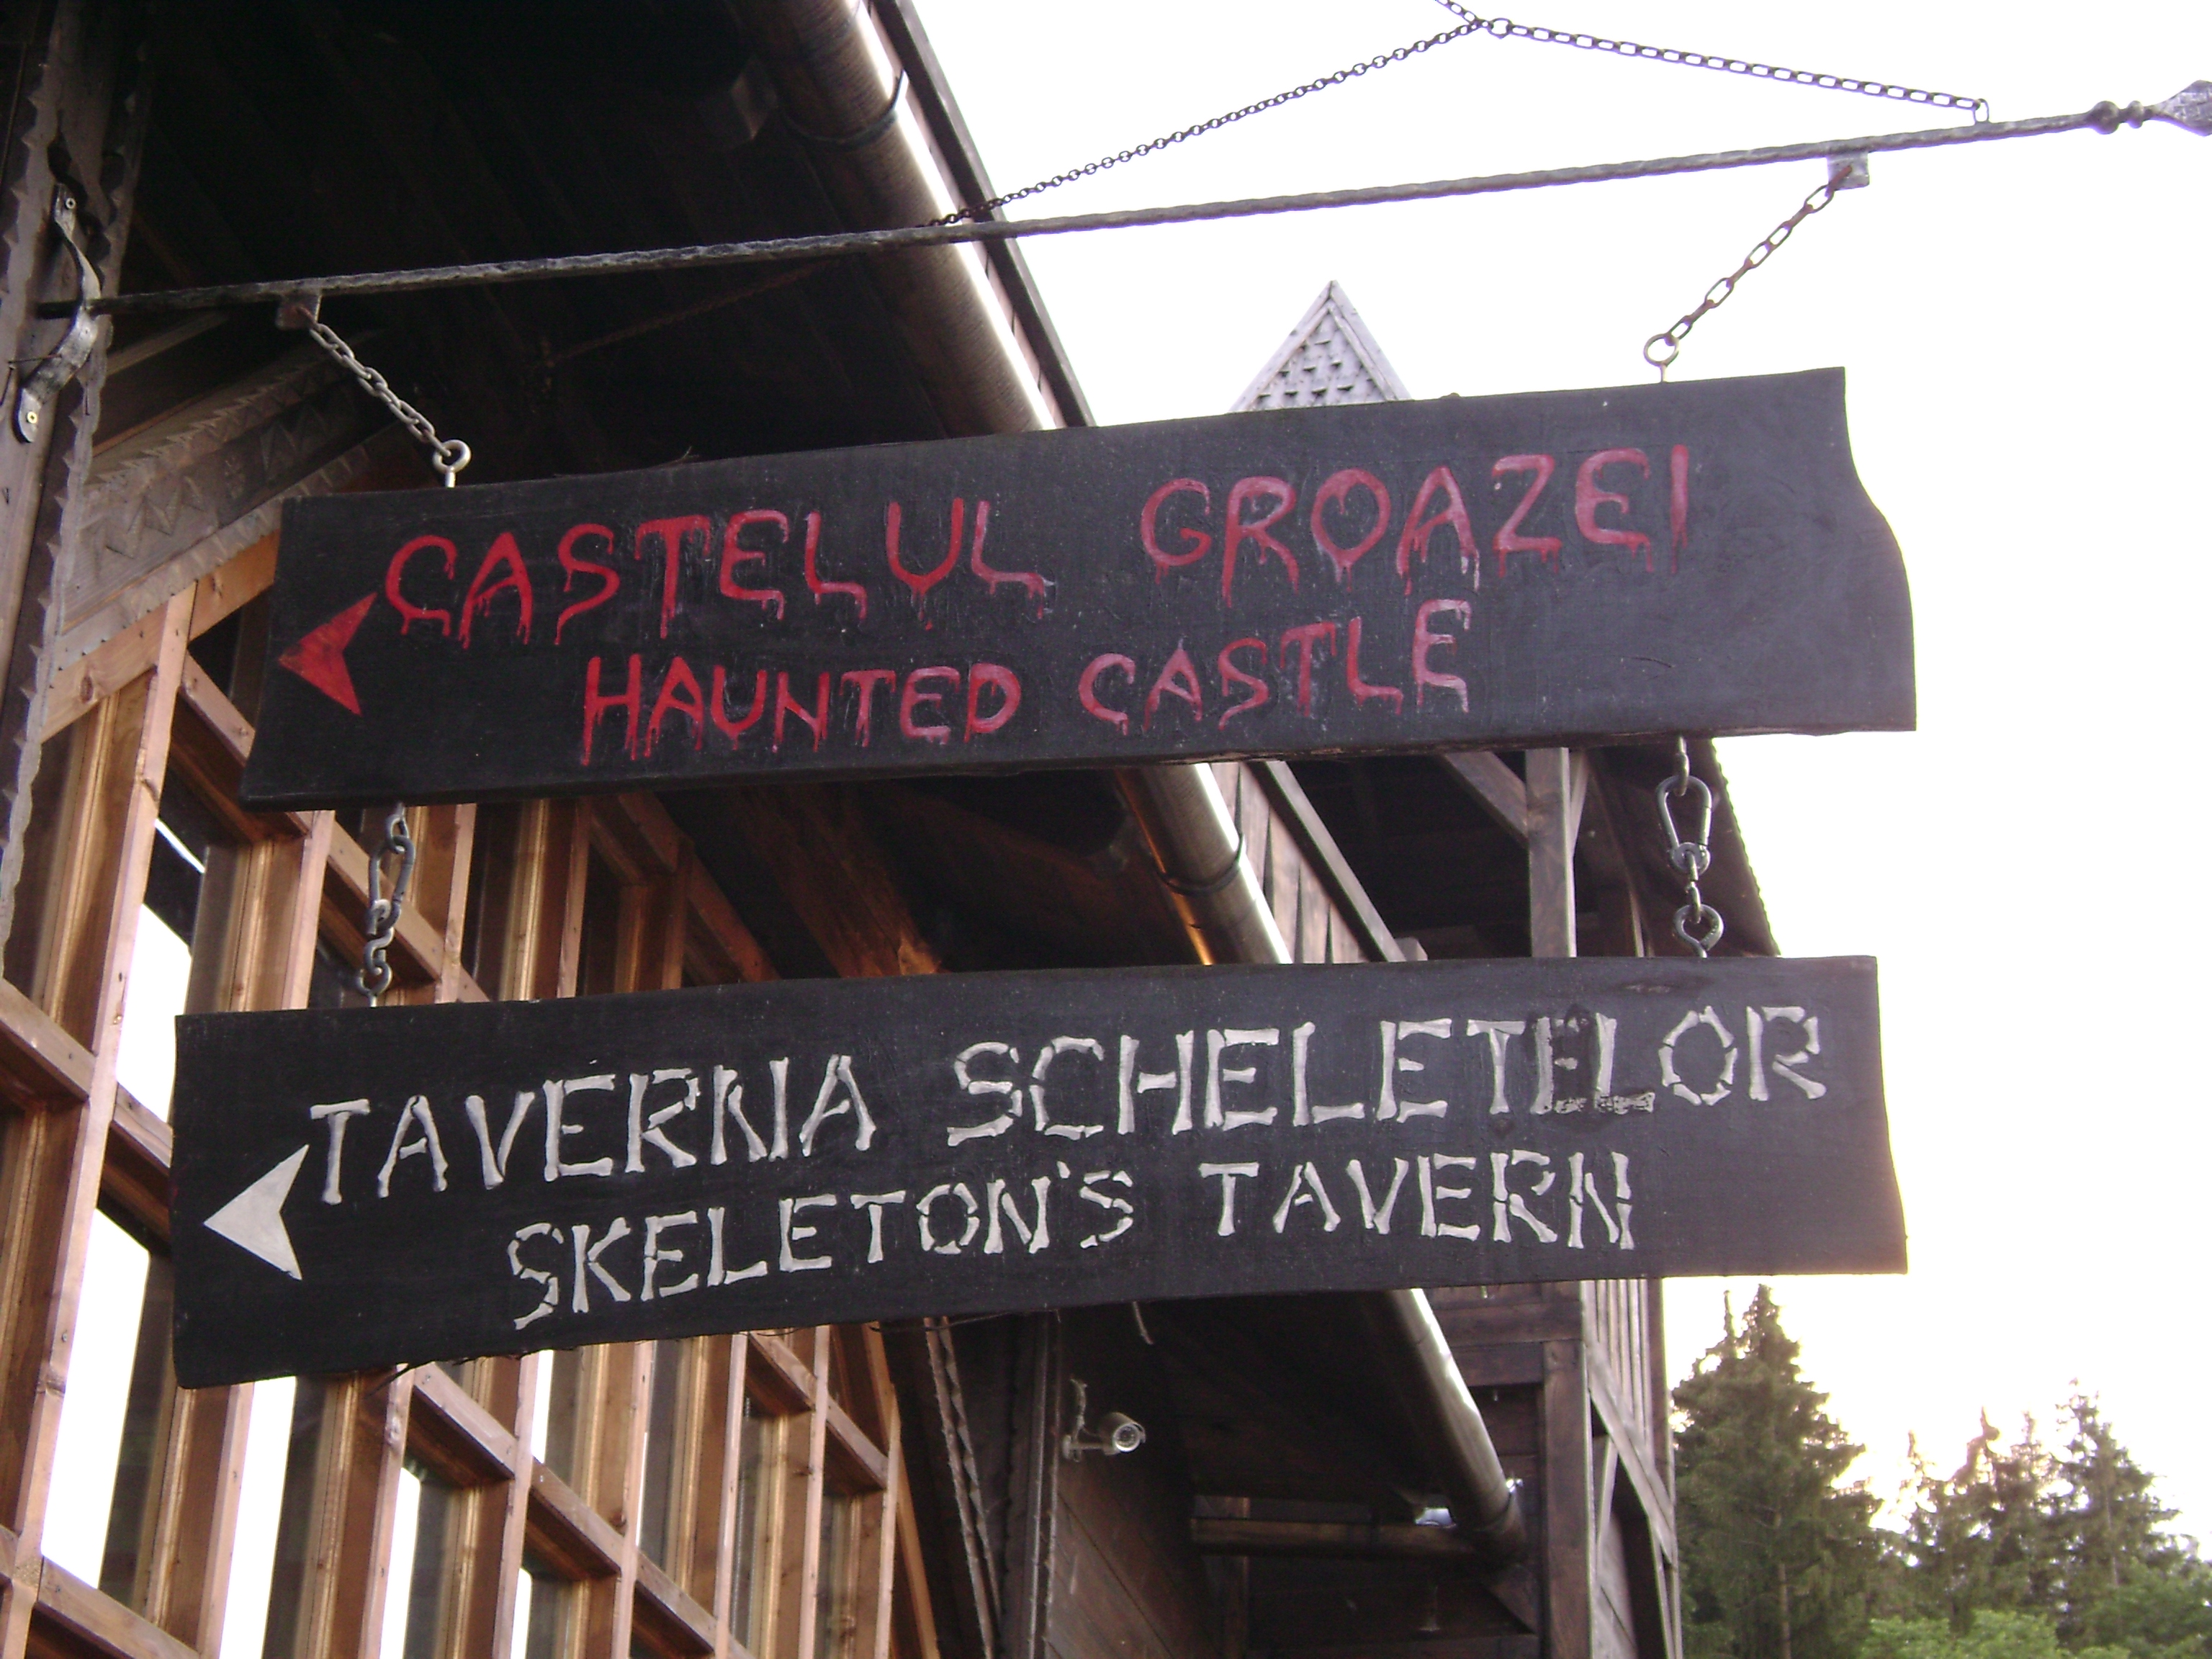 CASTELUL GROAZEI
HAUNTED CASTLE
TAVERNA SCHELETELOR
SKELETON'S TAVERN